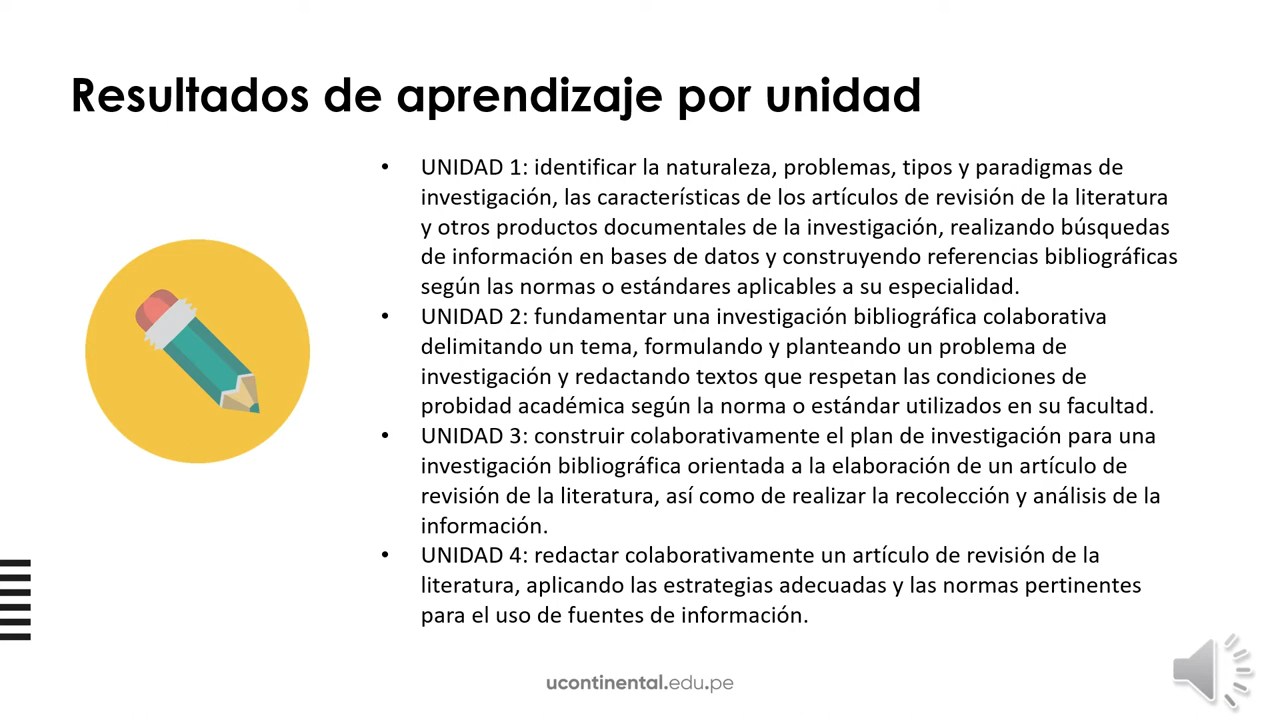 Resultados de aprendizaje por unidad
• UNIDAD 1: identificar la naturaleza, problemas, tipos y paradigmas de
investigación, las características de los artículos de revisión de la literatura
y otros productos documentales de la investigación, realizando búsquedas
de información en bases de datos y construyendo referencias bibliográficas
según las normas o estándares aplicables a su especialidad.
• UNIDAD 2: fundamentar una investigación bibliográfica colaborativa
delimitando un tema, formulando y planteando un problema de
investigación y redactando textos que respetan las condiciones de
probidad académica según la norma o estándar utilizados en su facultad.
• UNIDAD 3: construir colaborativamente el plan de investigación para una
investigación bibliográfica orientada a la elaboración de un artículo de
revisión de la literatura, así como de realizar la recolección y análisis de la
información.
• UNIDAD 4: redactar colaborativamente un artículo de revisión de la
literatura, aplicando las estrategias adecuadas y las normas pertinentes
para el uso de fuentes de información.
ucontinental.edu.pe